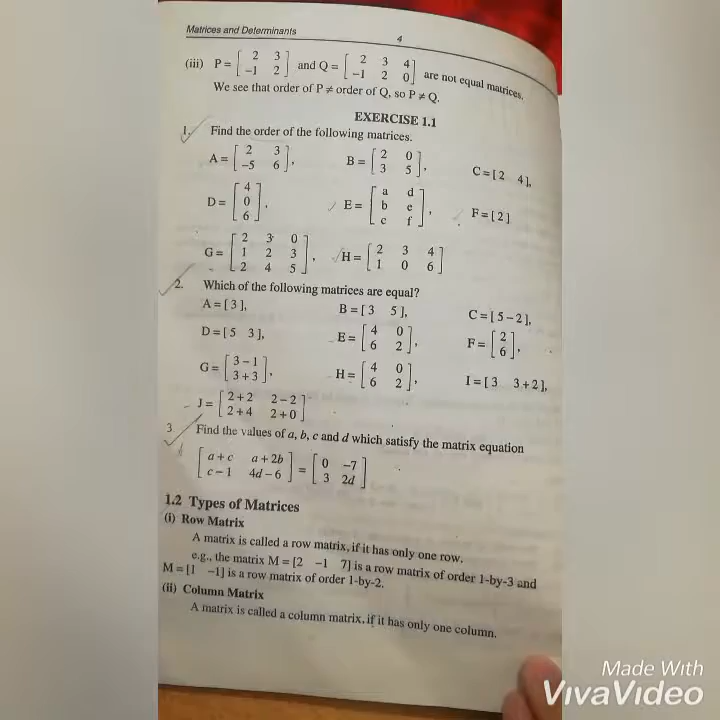 Matrices and Determinants
4
(iii) P = [ 2 3 ; −1 2 ] and Q = [ 2 3 4 ; −1 2 0 ] are not equal matrices.
We see that order of P ≠ order of Q, so P ≠ Q.
EXERCISE 1.1
1. Find the order of the following matrices.
A = [ 2 3 ; −5 6 ], B = [ 2 0 ; 3 5 ], C = [ 2 4 ],
D = [ 4 ; 0 ; 6 ], E = [ a d ; b e ; c f ], F = [ 2 ]
G = [ 2 3 0 ; 1 2 3 ; 2 4 5 ], H = [ 2 3 4 ; 1 0 6 ]
2. Which of the following matrices are equal?
A = [ 3 ], B = [ 3 5 ], C = [ 5 − 2 ],
D = [ 5 3 ], E = [ 4 0 ; 6 2 ], F = [ 2 ; 6 ],
G = [ 3 − 1 ; 3 + 3 ], H = [ 4 0 ; 6 2 ], I = [ 3 3 + 2 ],
J = [ 2 + 2 2 − 2 ; 2 + 4 2 + 0 ]
3. Find the values of a, b, c and d which satisfy the matrix equation
[ a + c a + 2b ; c − 1 4d − 6 ] = [ 0 −7 ; 3 2d ]
1.2 Types of Matrices
(i) Row Matrix
A matrix is called a row matrix, if it has only one row.
e.g., the matrix M = [2 −1 7] is a row matrix of order 1-by-3 and
M = [1 −1] is a row matrix of order 1-by-2.
(ii) Column Matrix
A matrix is called a column matrix, if it has only one column.
Made With
VivaVideo